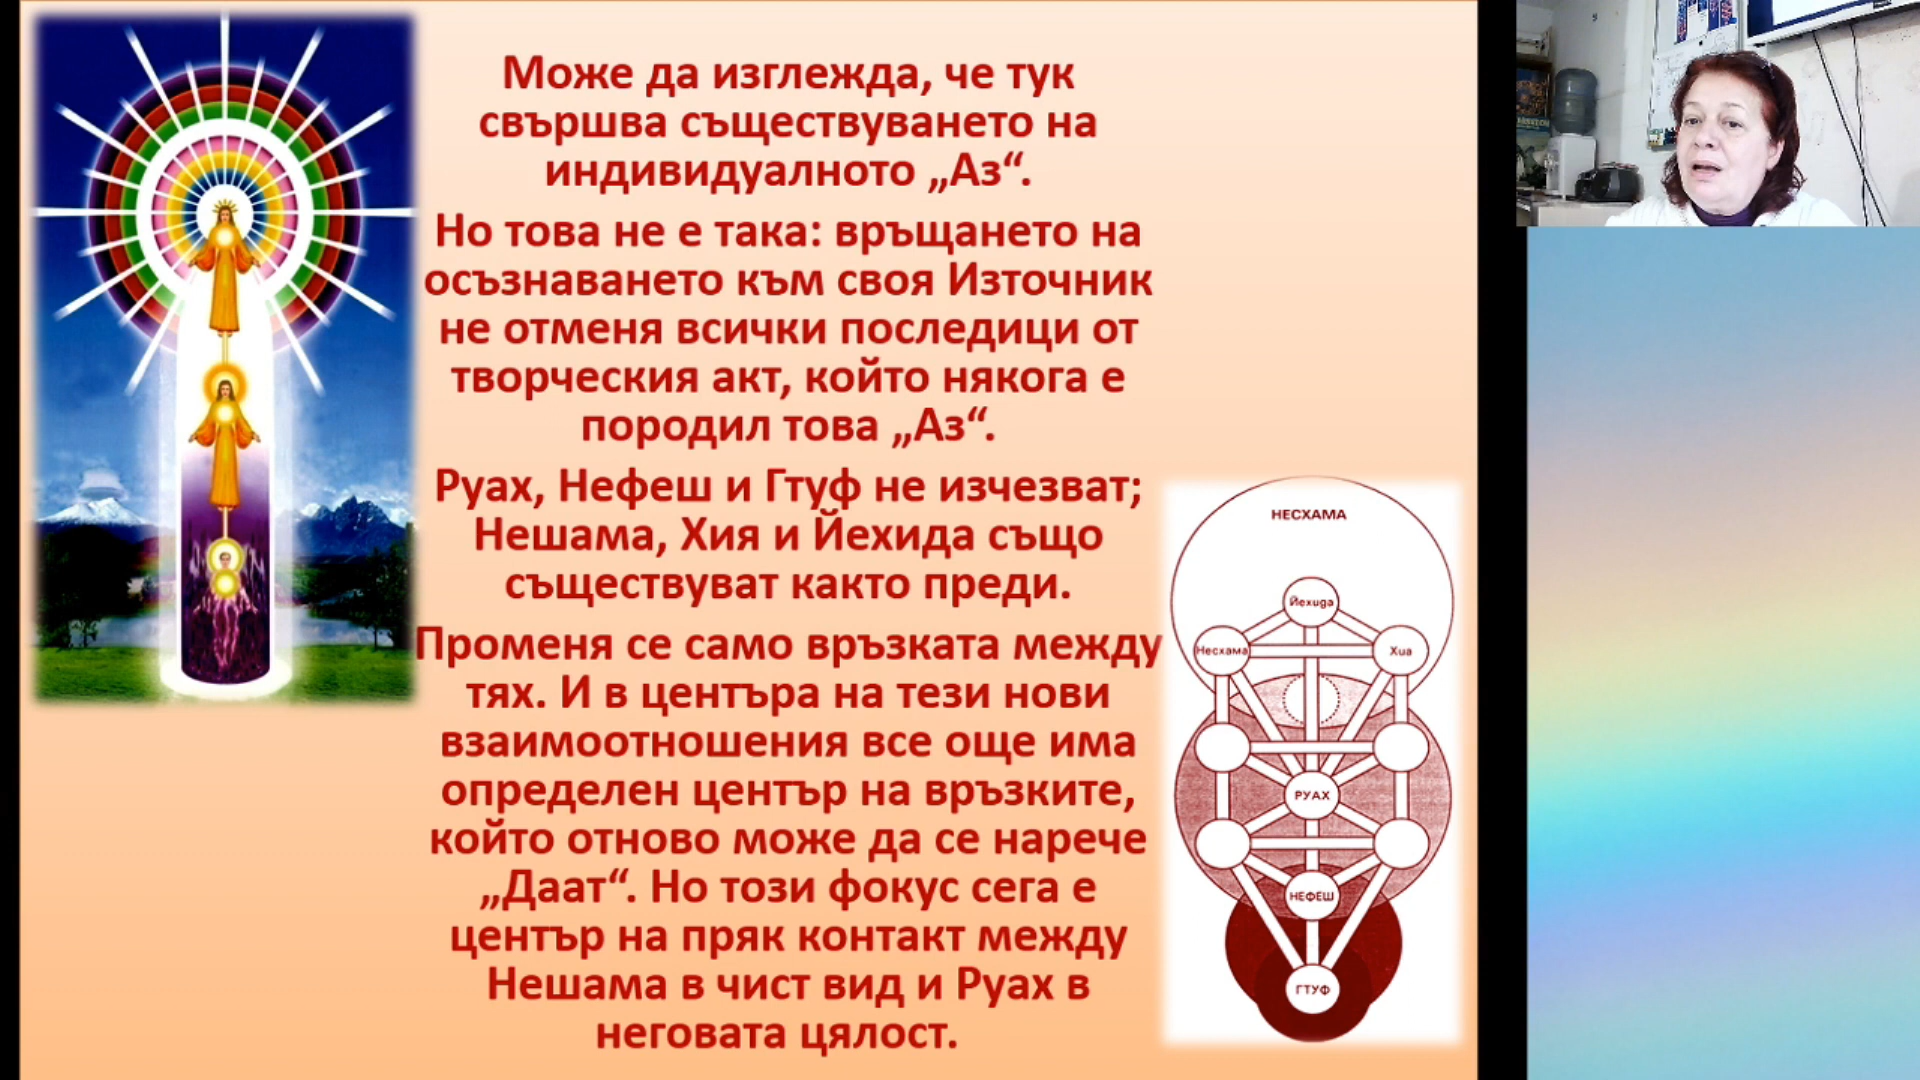 Може да изглежда, че тук
свършва съществуването на
индивидуалното „Аз“.
Но това не е така: връщането на
осъзнаването към своя Източник
не отменя всички последици от
творческия акт, който някога е
породил това „Аз“.
Руах, Нефеш и Гтуф не изчезват;
Нешама, Хия и Йехида също
съществуват както преди.
Променя се само връзката между
тях. И в центъра на тези нови
взаимоотношения все още има
определен център на връзките,
който отново може да се нарече
„Даат“. Но този фокус сега е
център на пряк контакт между
Нешама в чист вид и Руах в
неговата цялост.
НЕСХАМА
Йехида
Несхама
Хиа
РУАХ
НЕФЕШ
ГТУФ